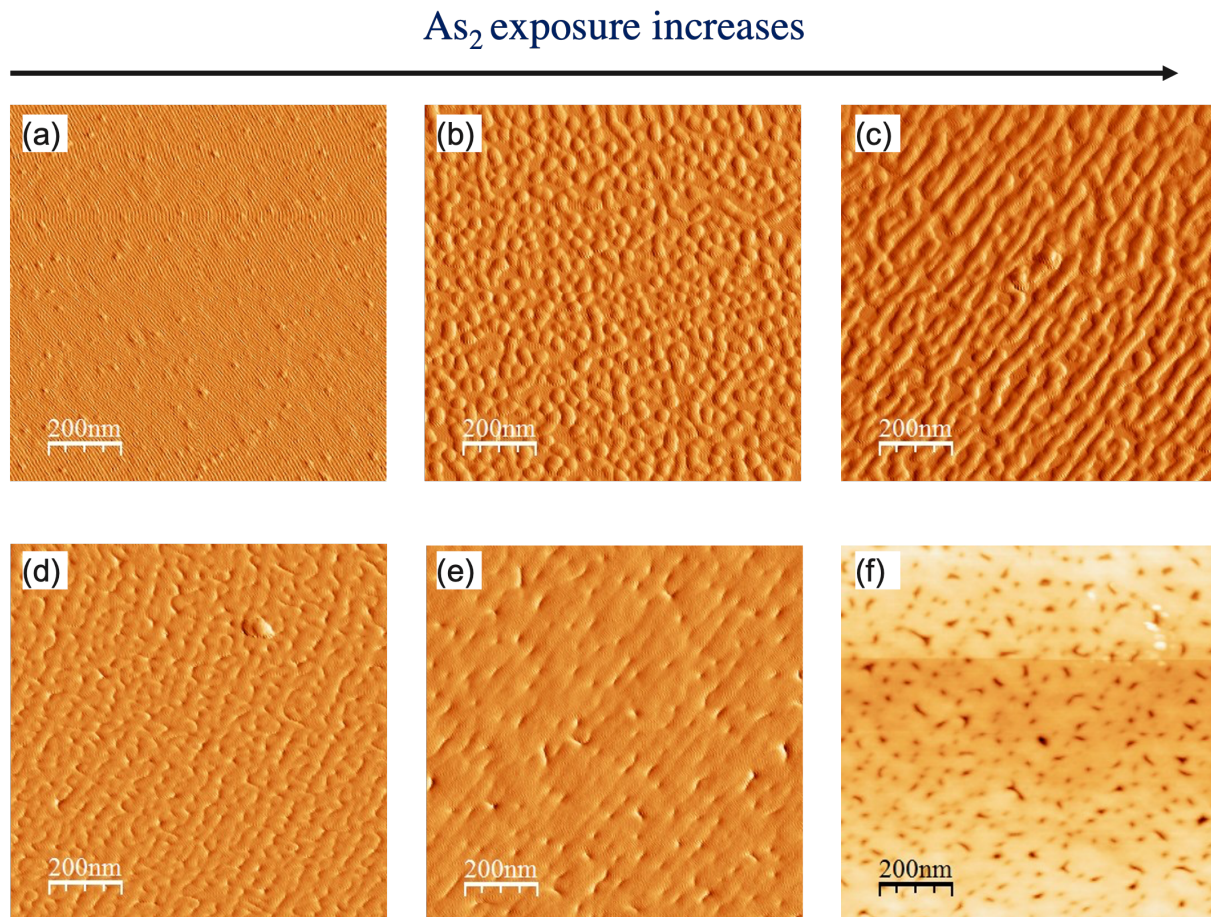 As₂ exposure increases
(a)
(b)
(c)
200nm
200nm
200nm
(d)
(e)
(f)
200nm
200nm
200nm